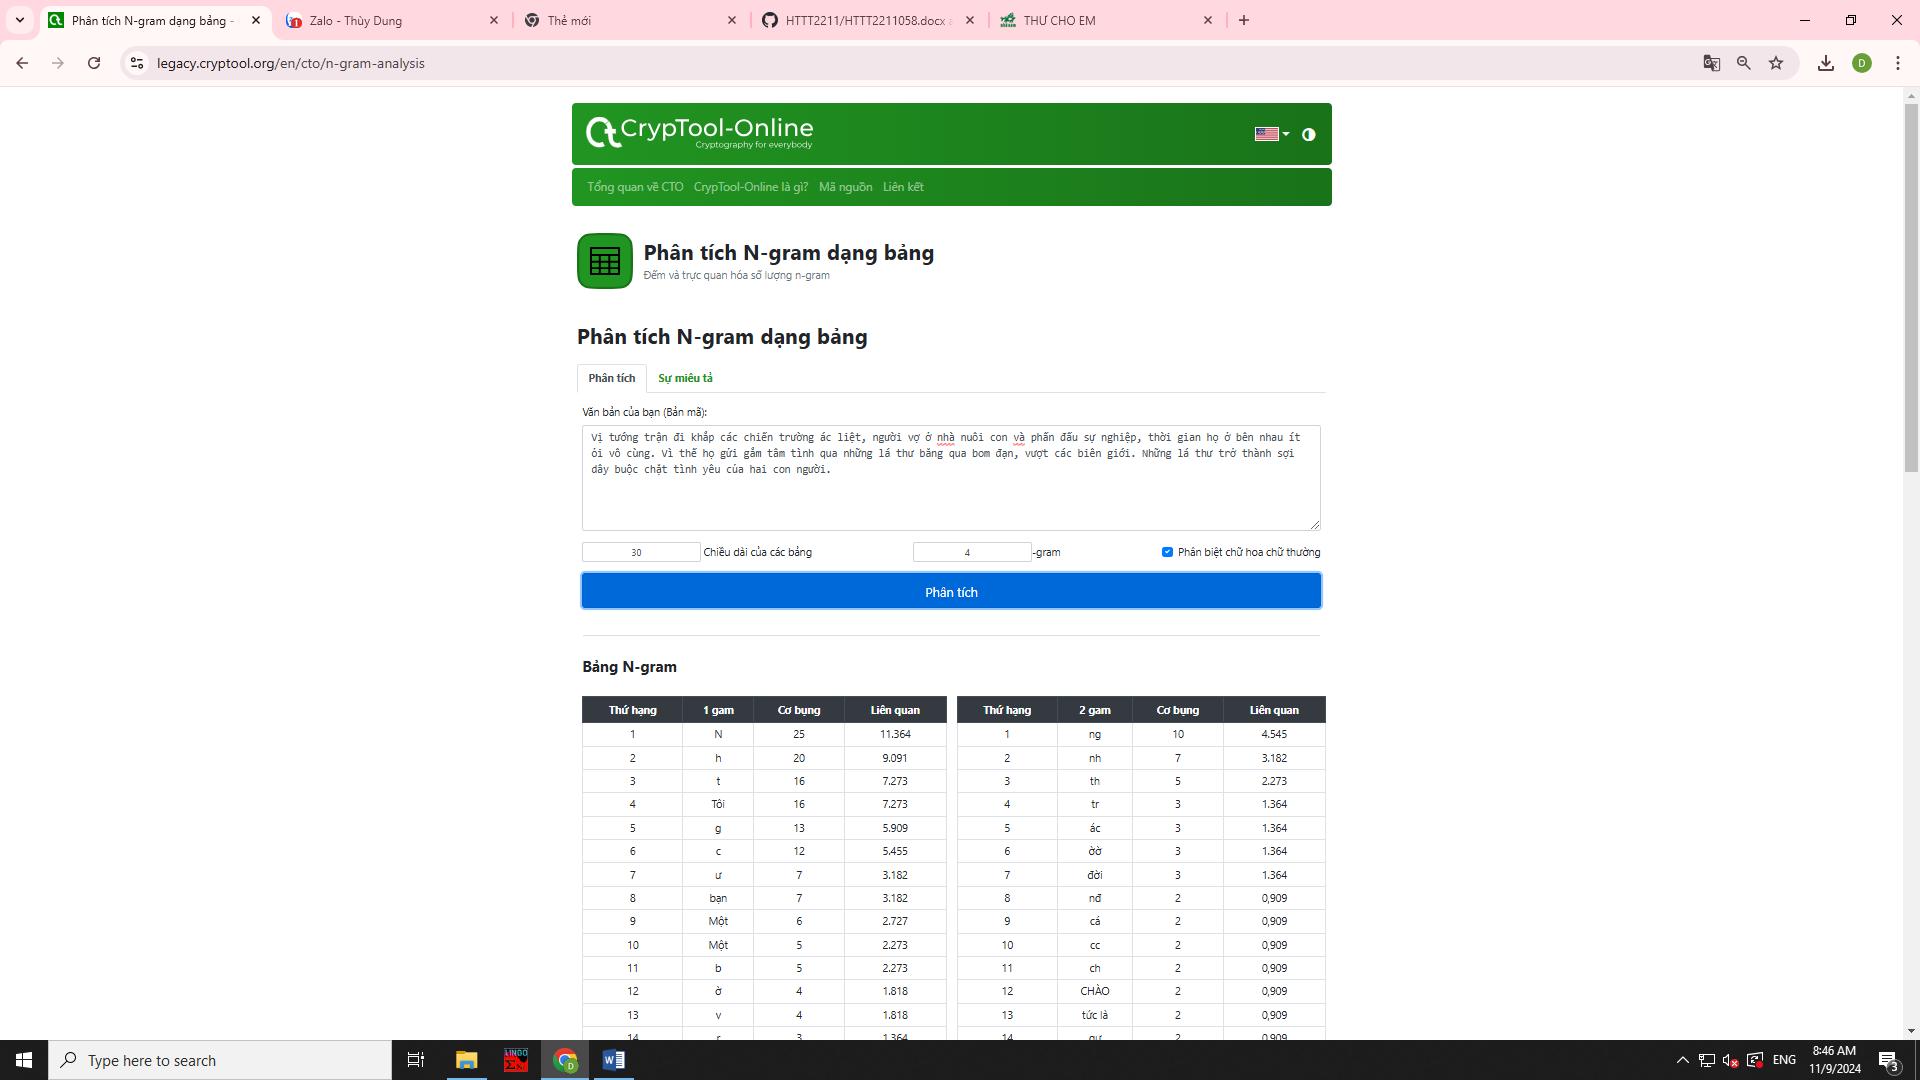 Phân tích N-gram dạng bảng -
Zalo - Thùy Dung
Thẻ mới
HTTT2211/HTTT2211058.docx a
THƯ CHO EM
legacy.cryptool.org/en/cto/n-gram-analysis
D
CrypTool-Online
Cryptography for everybody
Tổng quan về CTO CrypTool-Online là gì? Mã nguồn Liên kết
Phân tích N-gram dạng bảng
Đếm và trực quan hóa số lượng n-gram
Phân tích N-gram dạng bảng
Phân tích Sự miêu tả
Văn bản của bạn (Bản mã):
Vị tướng trận đi khắp các chiến trường ác liệt, người vợ ở nhà nuôi con và phấn đấu sự nghiệp, thời gian họ ở bên nhau ít
ỏi vô cùng. Vì thế họ gửi gắm tâm tình qua những lá thư băng qua bom đạn, vượt các biên giới. Những lá thư trở thành sợi
dây buộc chặt tình yêu của hai con người.
30 Chiều dài của các bảng 4 -gram Phân biệt chữ hoa chữ thường
Phân tích
Bảng N-gram
Thứ hạng 1 gam Cơ bụng Liên quan Thứ hạng 2 gam Cơ bụng Liên quan
1 N 25 11.364 1 ng 10 4.545
2 h 20 9.091 2 nh 7 3.182
3 t 16 7.273 3 th 5 2.273
4 Tôi 16 7.273 4 tr 3 1.364
5 g 13 5.909 5 ác 3 1.364
6 c 12 5.455 6 ờờ 3 1.364
7 ư 7 3.182 7 đời 3 1.364
8 bạn 7 3.182 8 nđ 2 0,909
9 Một 6 2.727 9 cá 2 0,909
10 Một 5 2.273 10 cc 2 0,909
11 b 5 2.273 11 ch 2 0,909
12 ở 4 1.818 12 CHÀO 2 0,909
13 v 4 1.818 13 tức là 2 0,909
14 r 3 1.364 14 gư 2 0,909
Type here to search
LINGO
D
ENG
8:46 AM
11/9/2024
3